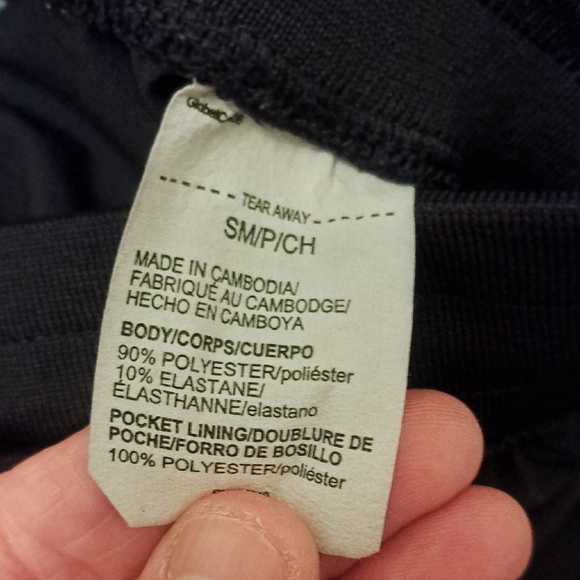 TEAR AWAY
SM/P/CH
MADE IN CAMBODIA/
FABRIQUÉ AU CAMBODGE/
HECHO EN CAMBOYA
BODY/CORPS/CUERPO
90% POLYESTER/poliéster
10% ELASTANE/
ÉLASTHANNE/elastano
POCKET LINING/DOUBLURE DE
POCHE/FORRO DE BOSILLO
100% POLYESTER/poliéster